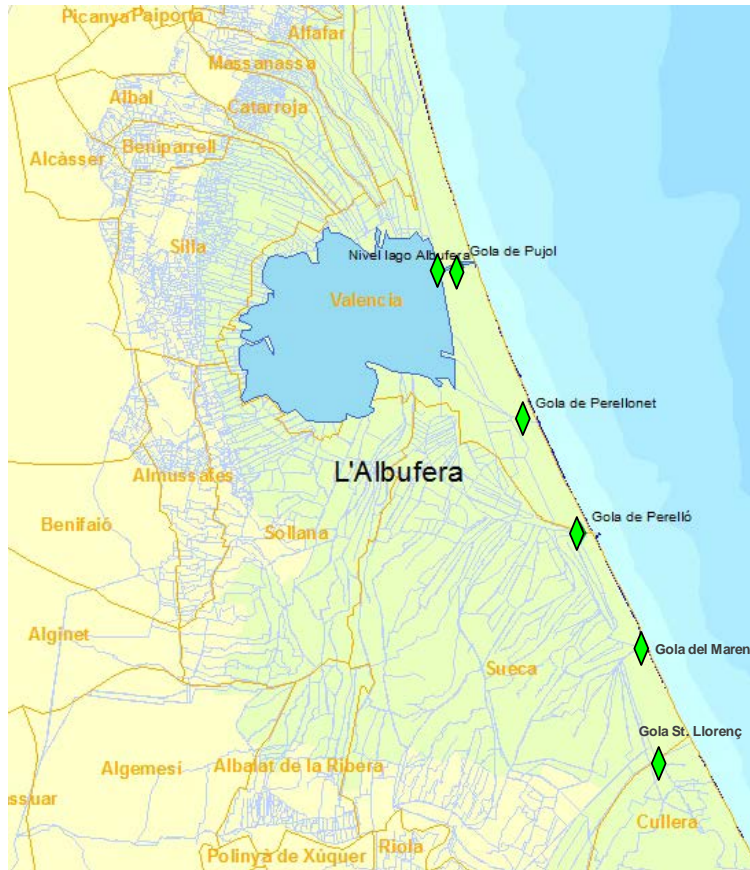 Picanya
Paiporta
Alfafar
Massanassa
Albal
Catarroja
Beniparrell
Alcàsser
Silla
Nivel lago Albufera
Gola de Pujol
Valencia
Gola de Perellonet
L'Albufera
Almussafes
Gola de Perelló
Benifaió
Sollana
Alginet
Gola del Maren
Sueca
Gola St. Llorenç
Algemesí
Albalat de la Ribera
assuar
Cullera
Riola
Polinyà de Xúquer